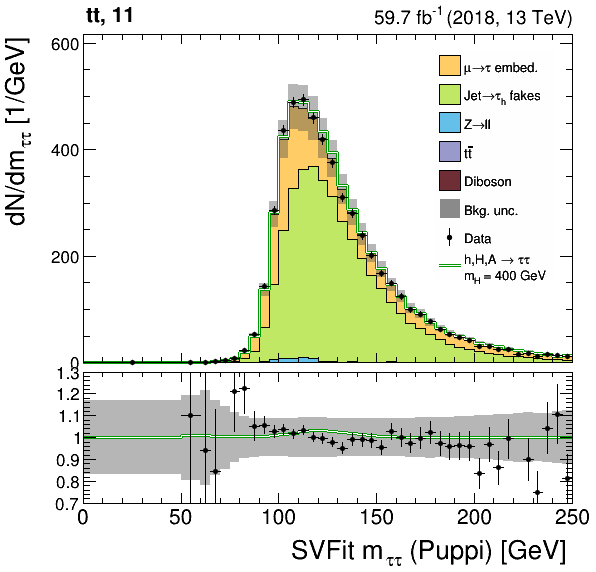 tt, 11
59.7 fb⁻¹ (2018, 13 TeV)
dN/dmττ [1/GeV]
600
400
200
0
μ→τ embed.
Jet→τh fakes
Z→ll
tt̄
Diboson
Bkg. unc.
Data
h,H,A → ττ
mH = 400 GeV
1.3
1.2
1.1
1
0.9
0.8
0.7
0 50 100 150 200 250
SVFit mττ (Puppi) [GeV]